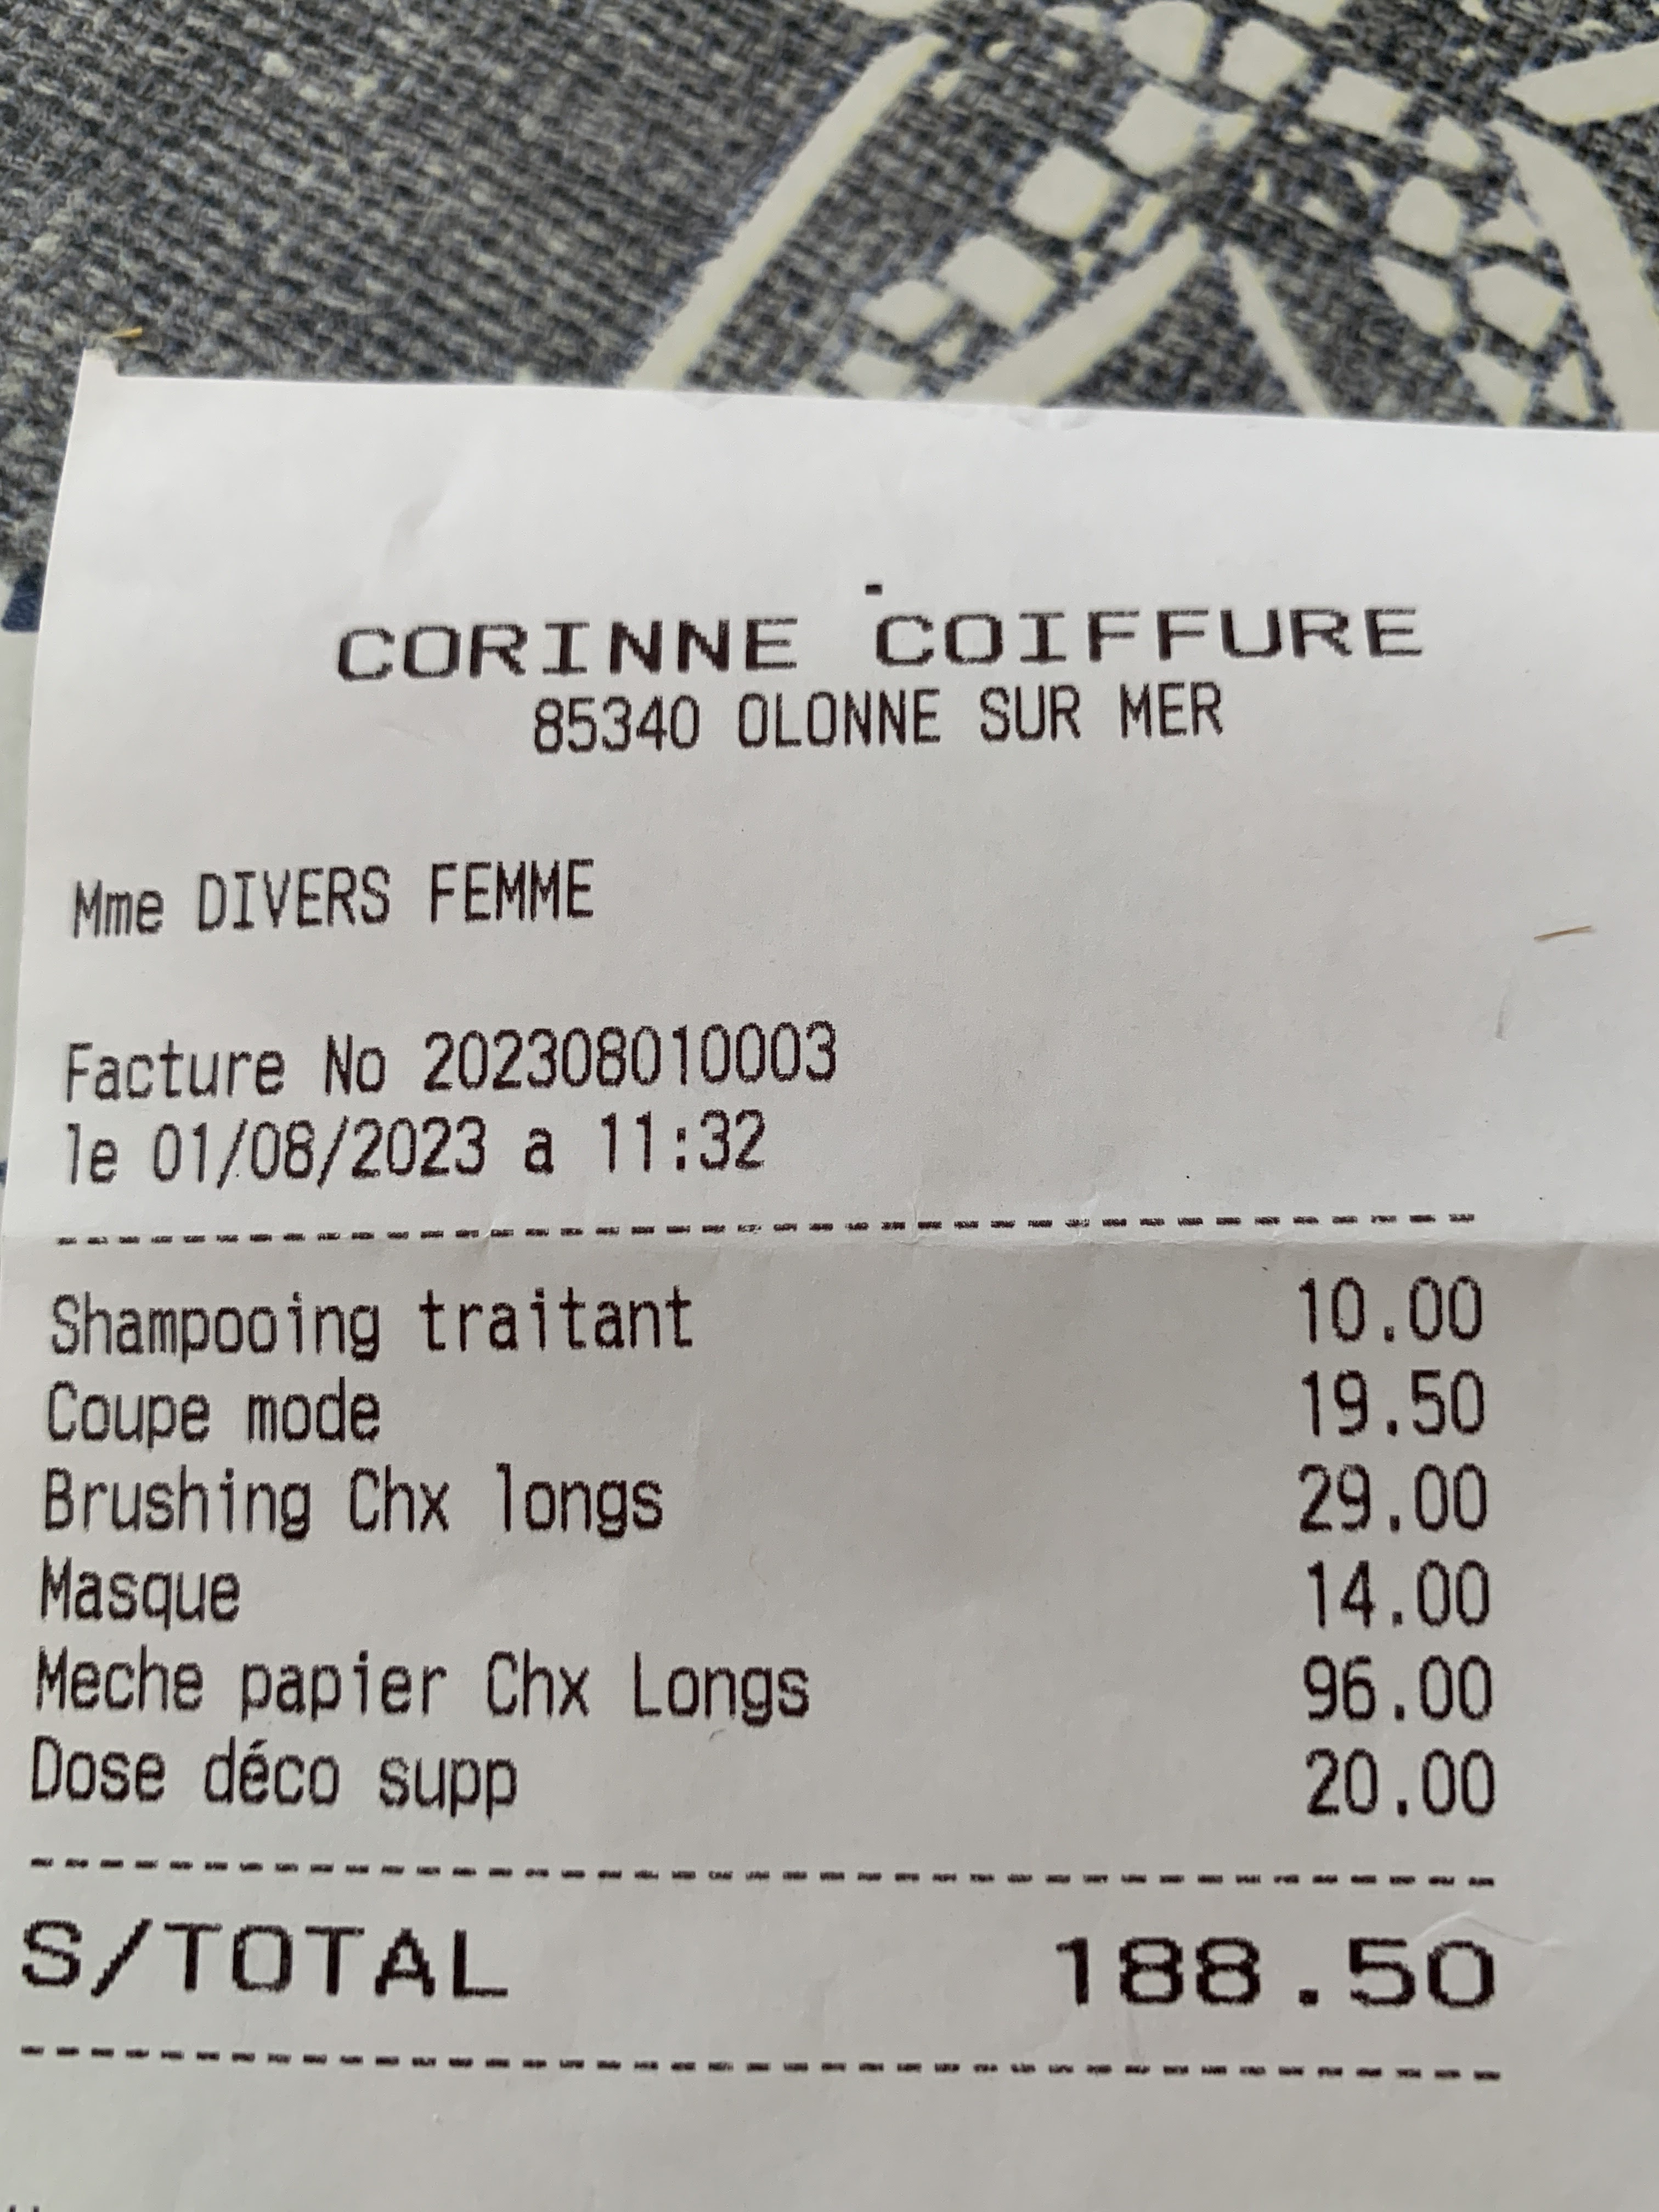 CORINNE COIFFURE
85340 OLONNE SUR MER
Mme DIVERS FEMME
Facture No 202308010003
le 01/08/2023 a 11:32
Shampooing traitant 10.00
Coupe mode 19.50
Brushing Chx longs 29.00
Masque 14.00
Meche papier Chx Longs 96.00
Dose déco supp 20.00
S/TOTAL 188.50